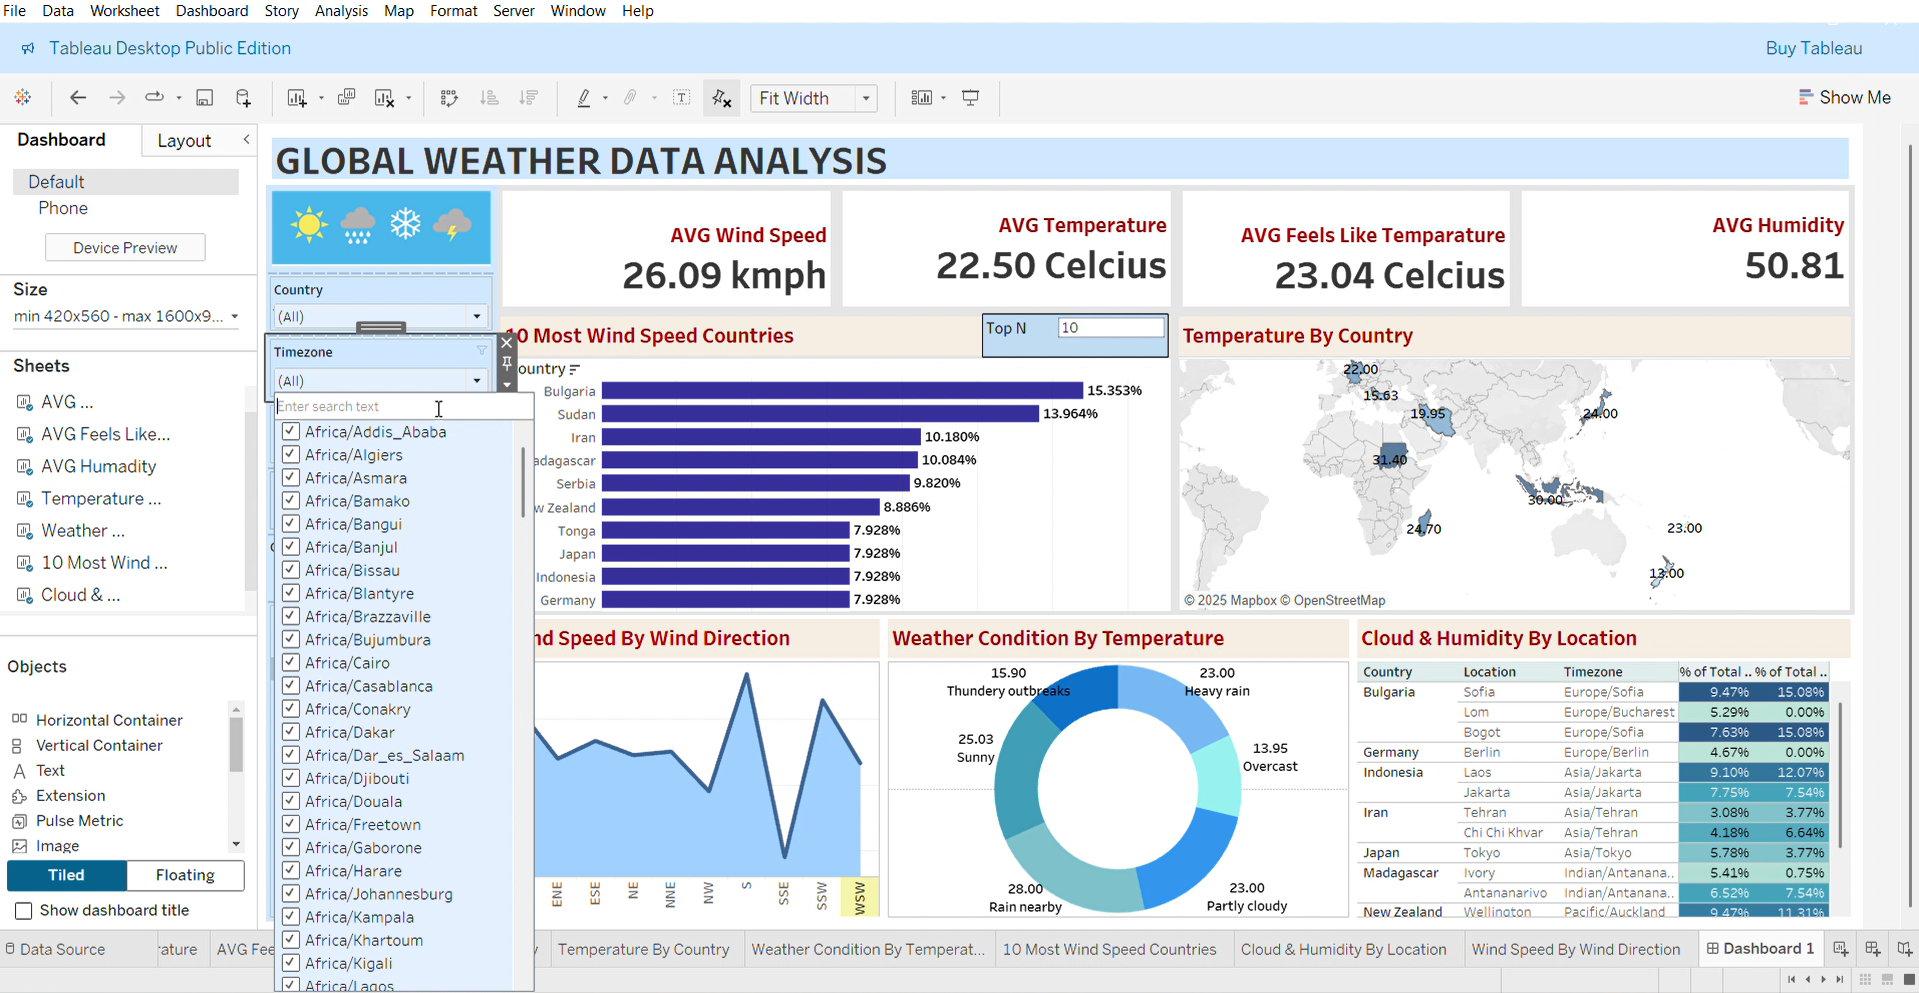 File Data Worksheet Dashboard Story Analysis Map Format Server Window Help
Tableau Desktop Public Edition
Buy Tableau
Fit Width
Show Me
Dashboard
Layout
Default
Phone
Device Preview
Size
min 420x560 - max 1600x9...
Sheets
AVG ...
AVG Feels Like...
AVG Humadity
Temperature ...
Weather ...
10 Most Wind ...
Cloud & ...
Objects
Horizontal Container
Vertical Container
Text
Extension
Pulse Metric
Image
Tiled
Floating
Show dashboard title
GLOBAL WEATHER DATA ANALYSIS
Country
(All)
Timezone
(All)
Enter search text
Africa/Addis_Ababa
Africa/Algiers
Africa/Asmara
Africa/Bamako
Africa/Bangui
Africa/Banjul
Africa/Bissau
Africa/Blantyre
Africa/Brazzaville
Africa/Bujumbura
Africa/Cairo
Africa/Casablanca
Africa/Conakry
Africa/Dakar
Africa/Dar_es_Salaam
Africa/Djibouti
Africa/Douala
Africa/Freetown
Africa/Gaborone
Africa/Harare
Africa/Johannesburg
Africa/Kampala
Africa/Khartoum
Africa/Kigali
Africa/Lagos
AVG Wind Speed
26.09 kmph
AVG Temperature
22.50 Celcius
AVG Feels Like Temparature
23.04 Celcius
AVG Humidity
50.81
10 Most Wind Speed Countries
Top N
10
ountry
Bulgaria 15.353%
Sudan 13.964%
Iran 10.180%
adagascar 10.084%
Serbia 9.820%
w Zealand 8.886%
Tonga 7.928%
Japan 7.928%
Indonesia 7.928%
Germany 7.928%
Temperature By Country
22.00
15.63
19.95
24.00
31.40
30.00
24.70
23.00
13.00
© 2025 Mapbox © OpenStreetMap
nd Speed By Wind Direction
ENE
ESE
NE
NNE
NW
S
SSE
SSW
WSW
Weather Condition By Temperature
15.90
Thundery outbreaks
23.00
Heavy rain
25.03
Sunny
13.95
Overcast
28.00
Rain nearby
23.00
Partly cloudy
Cloud & Humidity By Location
Country Location Timezone % of Total .. % of Total ..
Bulgaria Sofia Europe/Sofia 9.47% 15.08%
Lom Europe/Bucharest 5.29% 0.00%
Bogot Europe/Sofia 7.63% 15.08%
Germany Berlin Europe/Berlin 4.67% 0.00%
Indonesia Laos Asia/Jakarta 9.10% 12.07%
Jakarta Asia/Jakarta 7.75% 7.54%
Iran Tehran Asia/Tehran 3.08% 3.77%
Chi Chi Khvar Asia/Tehran 4.18% 6.64%
Japan Tokyo Asia/Tokyo 5.78% 3.77%
Madagascar Ivory Indian/Antanana.. 5.41% 0.75%
Antananarivo Indian/Antanana.. 6.52% 7.54%
New Zealand Wellington Pacific/Auckland 9.47% 11.31%
Data Source
rature
AVG Fee
y
Temperature By Country
Weather Condition By Temperat...
10 Most Wind Speed Countries
Cloud & Humidity By Location
Wind Speed By Wind Direction
Dashboard 1